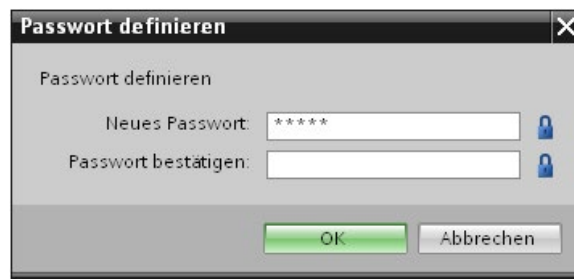 Passwort definieren
Passwort definieren
Neues Passwort: *****
Passwort bestätigen:
OK Abbrechen